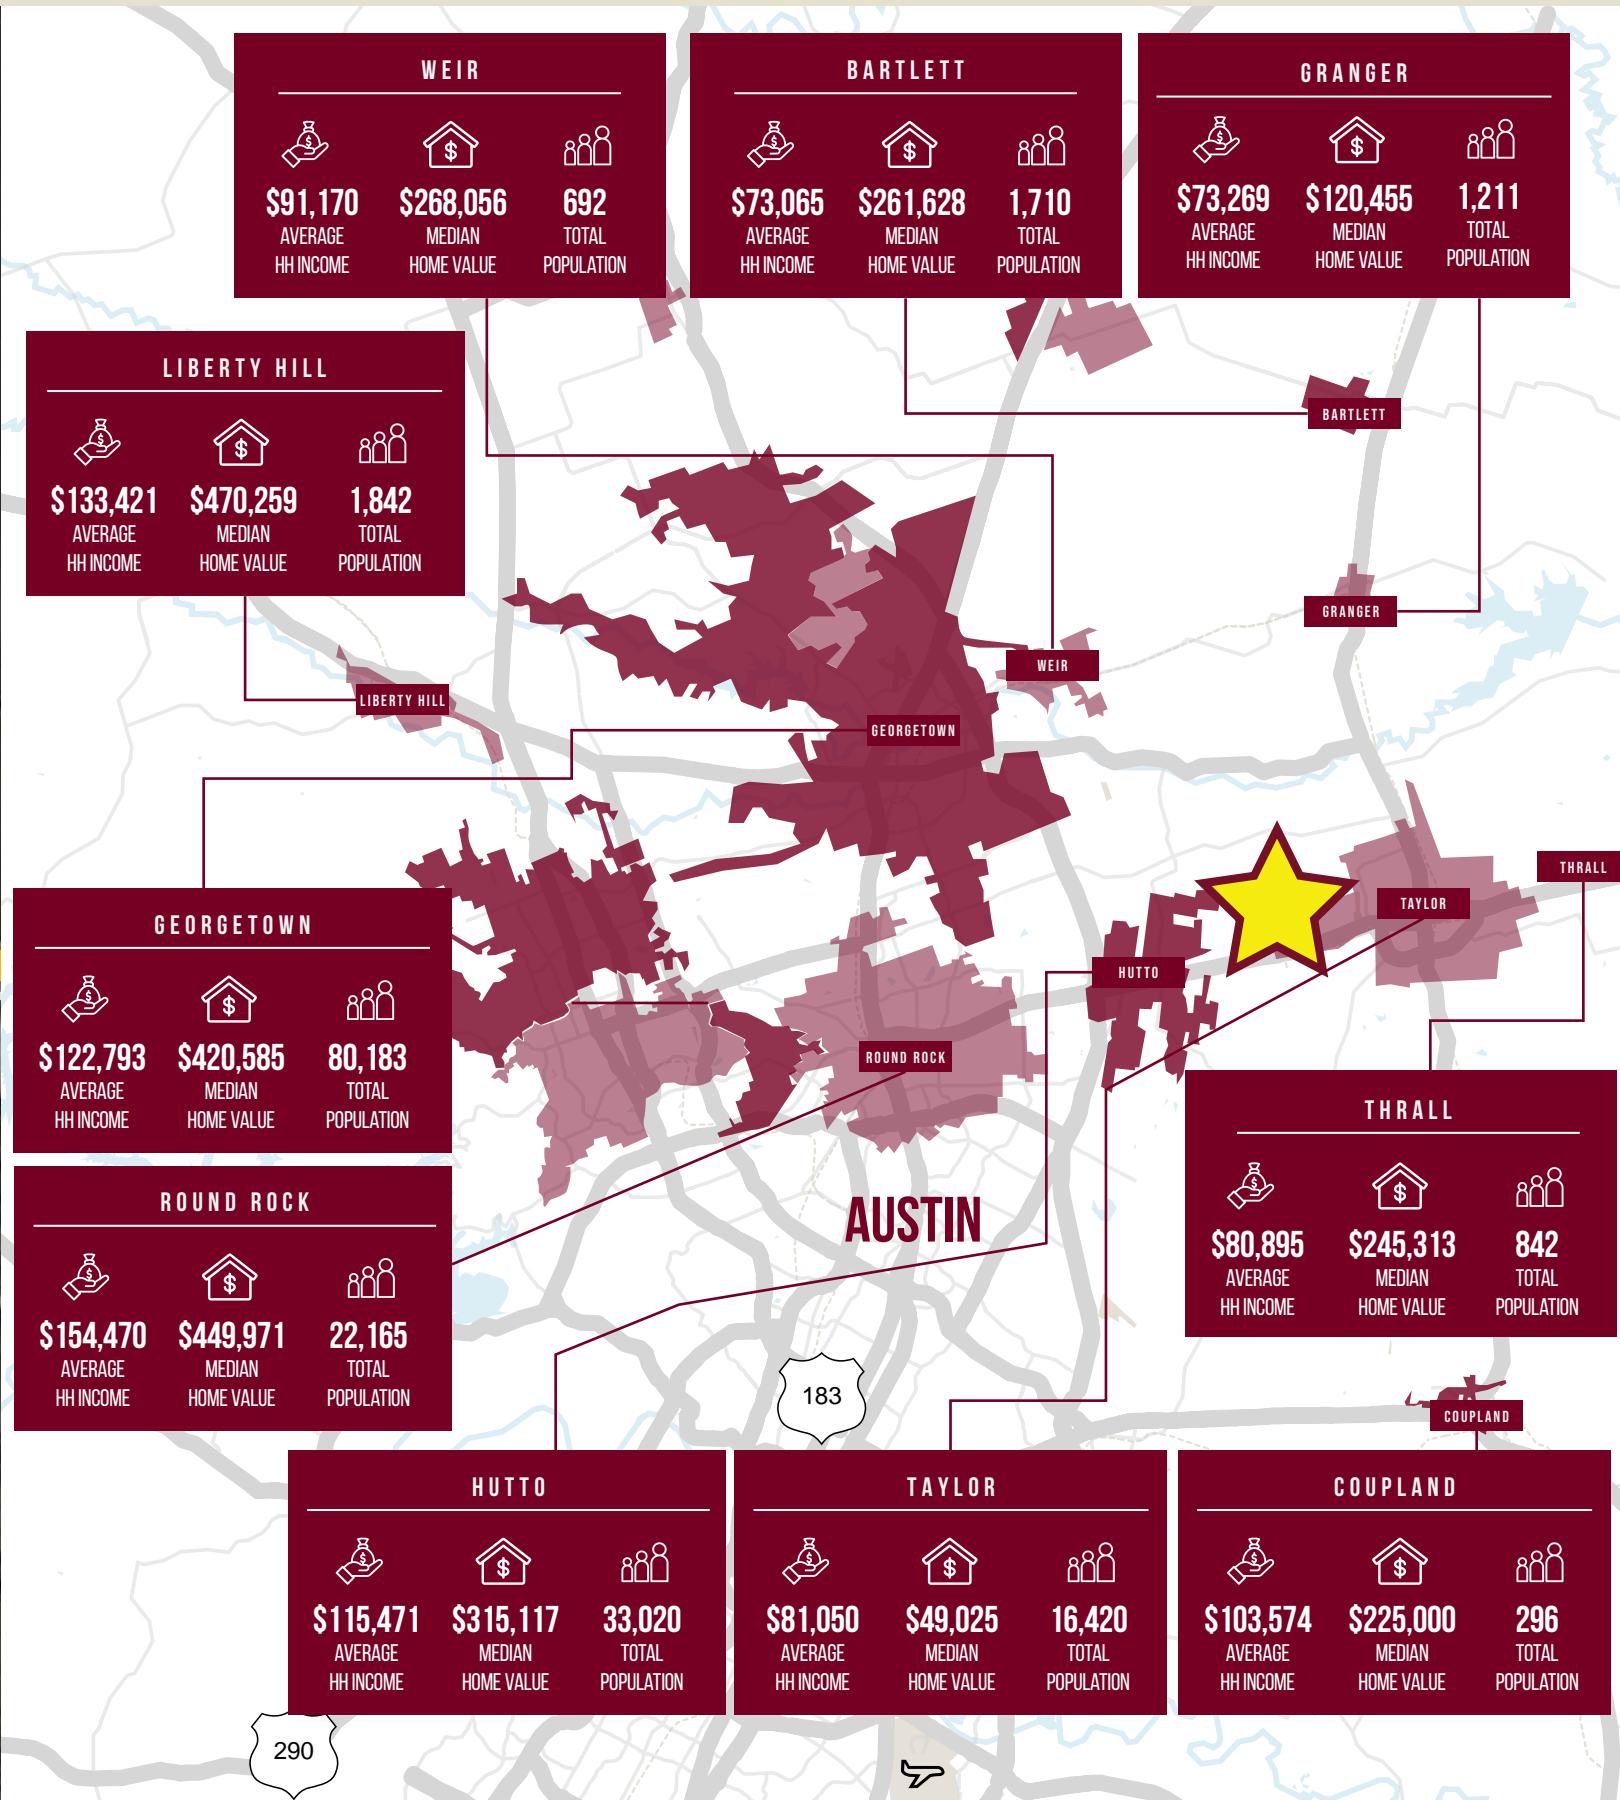 WEIR
$91,170 $268,056 692
AVERAGE MEDIAN TOTAL
HH INCOME HOME VALUE POPULATION
BARTLETT
$73,065 $261,628 1,710
AVERAGE MEDIAN TOTAL
HH INCOME HOME VALUE POPULATION
GRANGER
$73,269 $120,455 1,211
AVERAGE MEDIAN TOTAL
HH INCOME HOME VALUE POPULATION
LIBERTY HILL
$133,421 $470,259 1,842
AVERAGE MEDIAN TOTAL
HH INCOME HOME VALUE POPULATION
BARTLETT
GRANGER
WEIR
LIBERTY HILL
GEORGETOWN
THRALL
TAYLOR
HUTTO
ROUND ROCK
GEORGETOWN
$122,793 $420,585 80,183
AVERAGE MEDIAN TOTAL
HH INCOME HOME VALUE POPULATION
ROUND ROCK
$154,470 $449,971 22,165
AVERAGE MEDIAN TOTAL
HH INCOME HOME VALUE POPULATION
AUSTIN
THRALL
$80,895 $245,313 842
AVERAGE MEDIAN TOTAL
HH INCOME HOME VALUE POPULATION
183
COUPLAND
HUTTO
$115,471 $315,117 33,020
AVERAGE MEDIAN TOTAL
HH INCOME HOME VALUE POPULATION
TAYLOR
$81,050 $49,025 16,420
AVERAGE MEDIAN TOTAL
HH INCOME HOME VALUE POPULATION
COUPLAND
$103,574 $225,000 296
AVERAGE MEDIAN TOTAL
HH INCOME HOME VALUE POPULATION
290